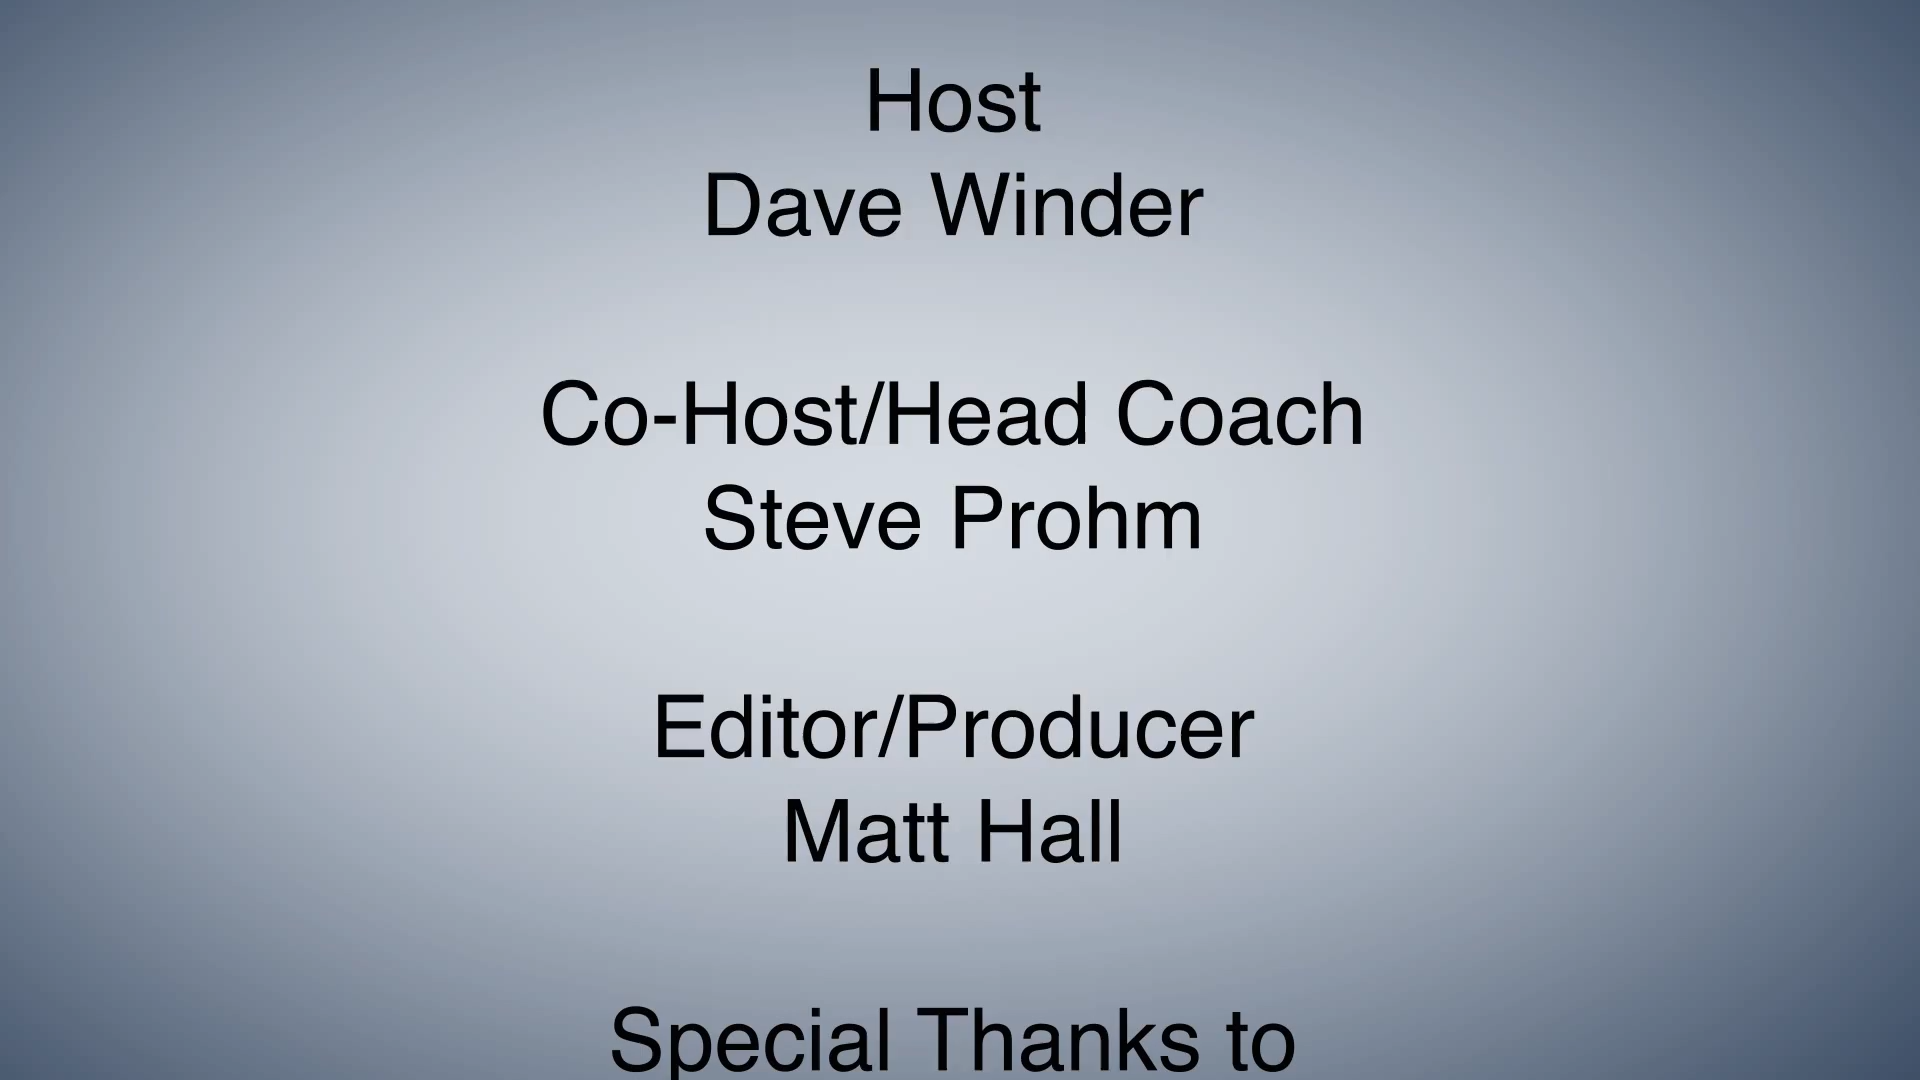 Host
Dave Winder
Co-Host/Head Coach
Steve Prohm
Editor/Producer
Matt Hall
Special Thanks to